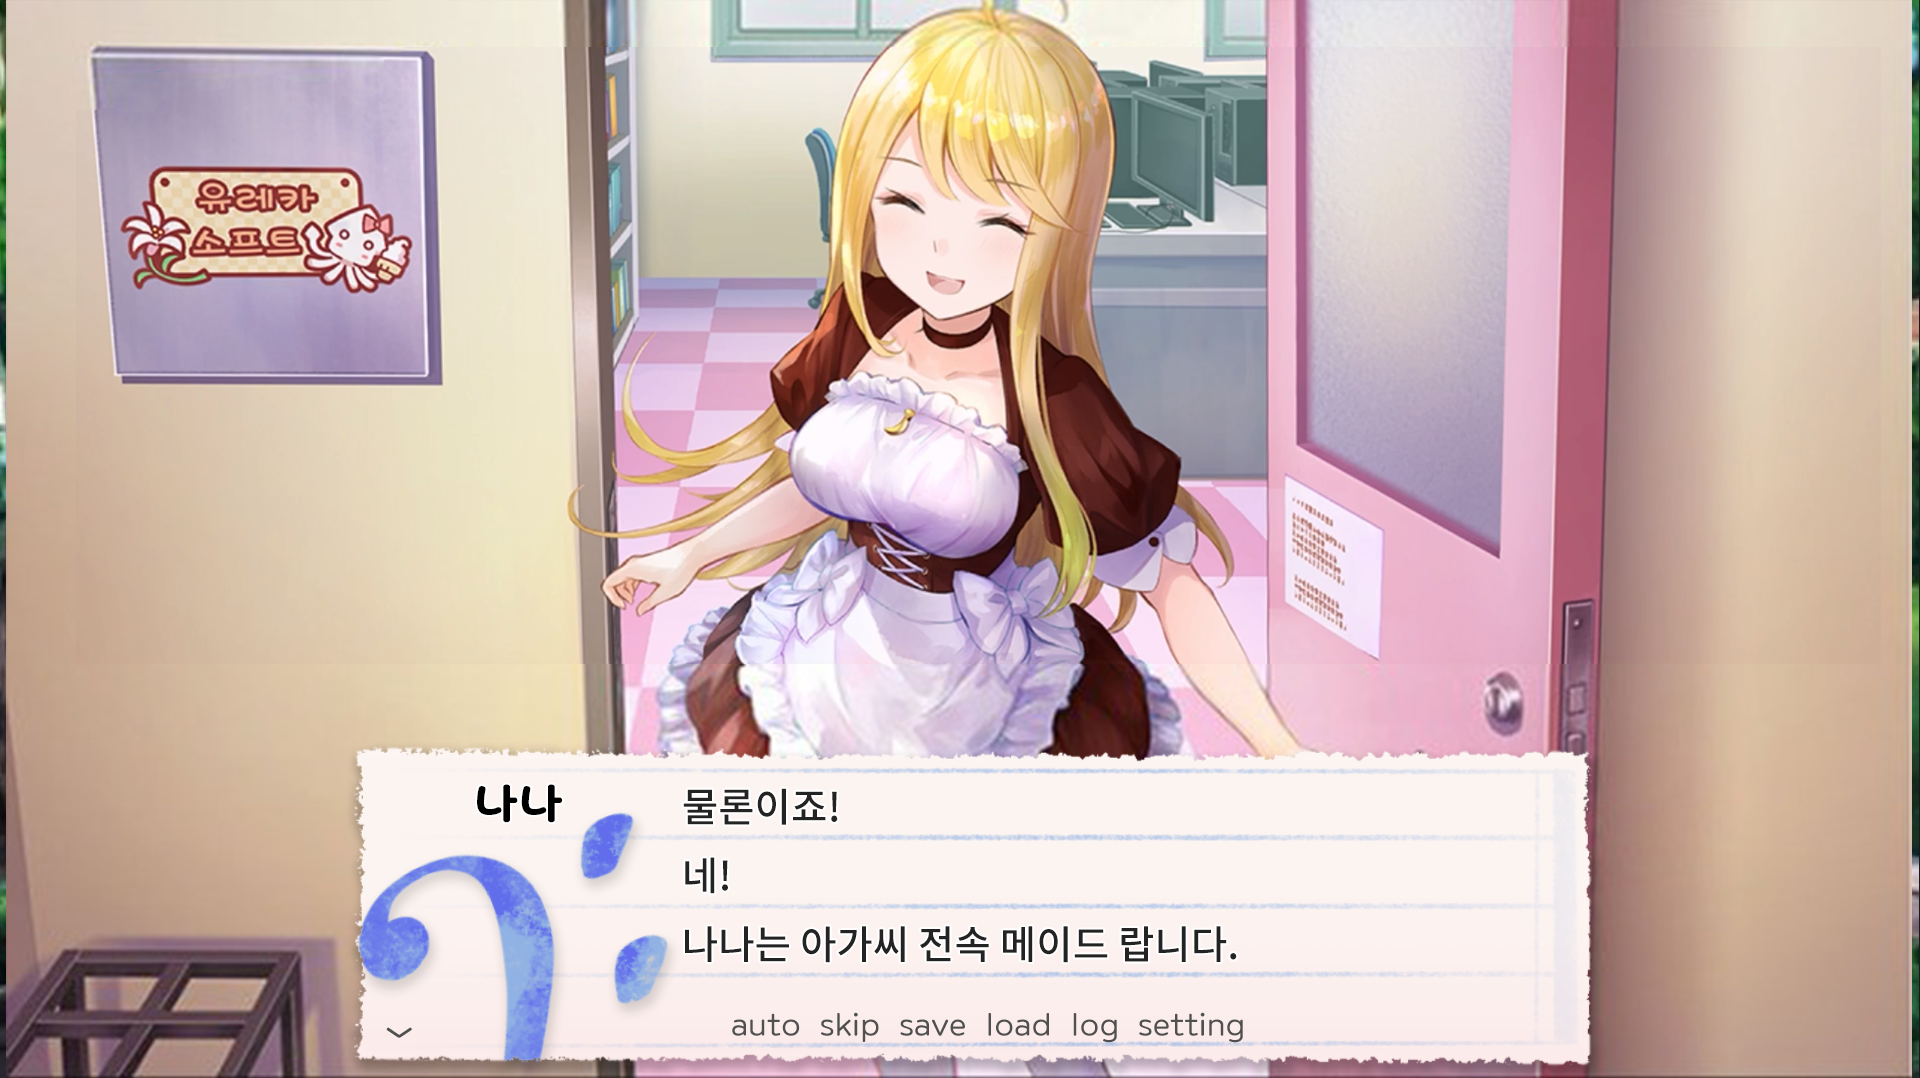 유레카
소프트
나나
물론이죠!
네!
나나는 아가씨 전속 메이드 랍니다.
auto skip save load log setting